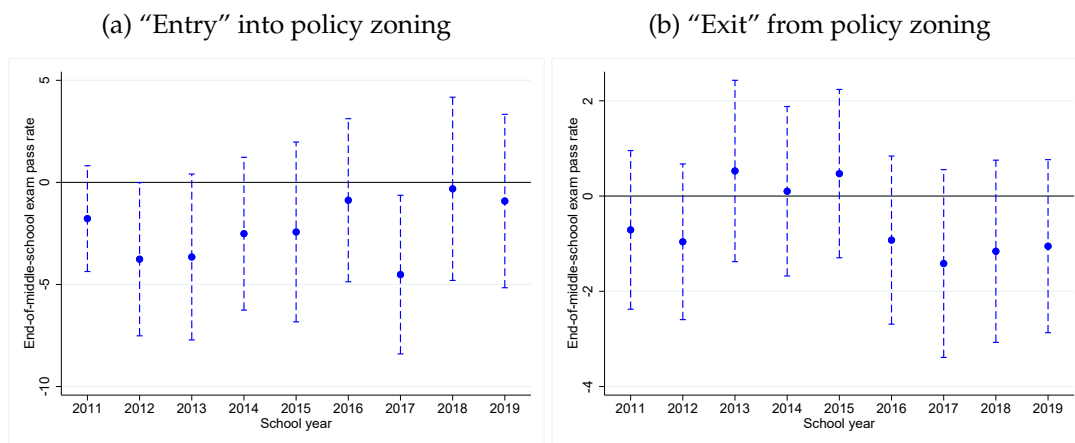 (a) “Entry” into policy zoning
End-of-middle-schoool exam pass rate
5
0
-5
-10
2011 2012 2013 2014 2015 2016 2017 2018 2019
School year
(b) “Exit” from policy zoning
End-of-middle-schoool exam pass rate
2
0
-2
-4
2011 2012 2013 2014 2015 2016 2017 2018 2019
School year